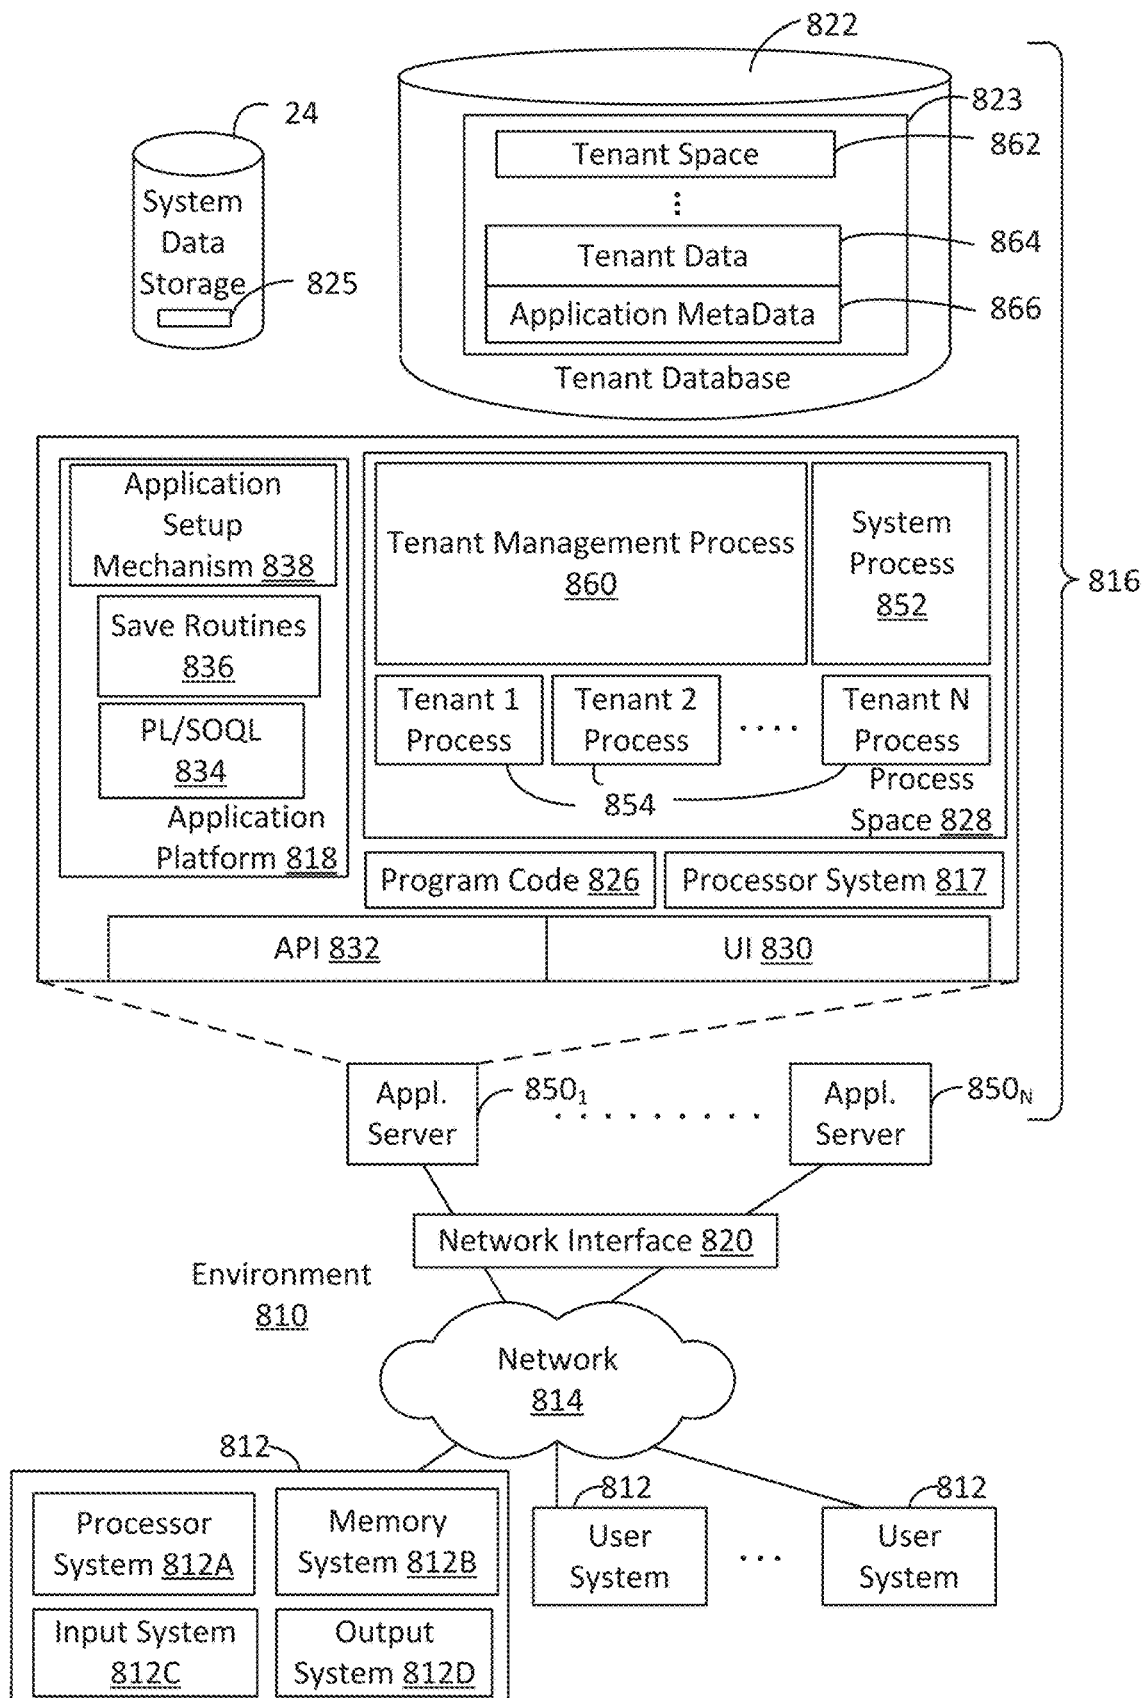 822
24
System
Data
Storage
825
823
Tenant Space
862
Tenant Data
864
Application MetaData
866
Tenant Database
816
Application
Setup
Mechanism 838
Save Routines
836
PL/SOQL
834
Application
Platform 818
Tenant Management Process
860
System
Process
852
Tenant 1
Process
Tenant 2
Process
. . . .
Tenant N
Process
854
Process
Space 828
Program Code 826
Processor System 817
API 832
UI 830
Appl.
Server
850₁
. . . . . . . . .
Appl.
Server
850N
Network Interface 820
Environment
810
Network
814
812
Processor
System 812A
Memory
System 812B
Input System
812C
Output
System 812D
812
User
System
. . .
812
User
System